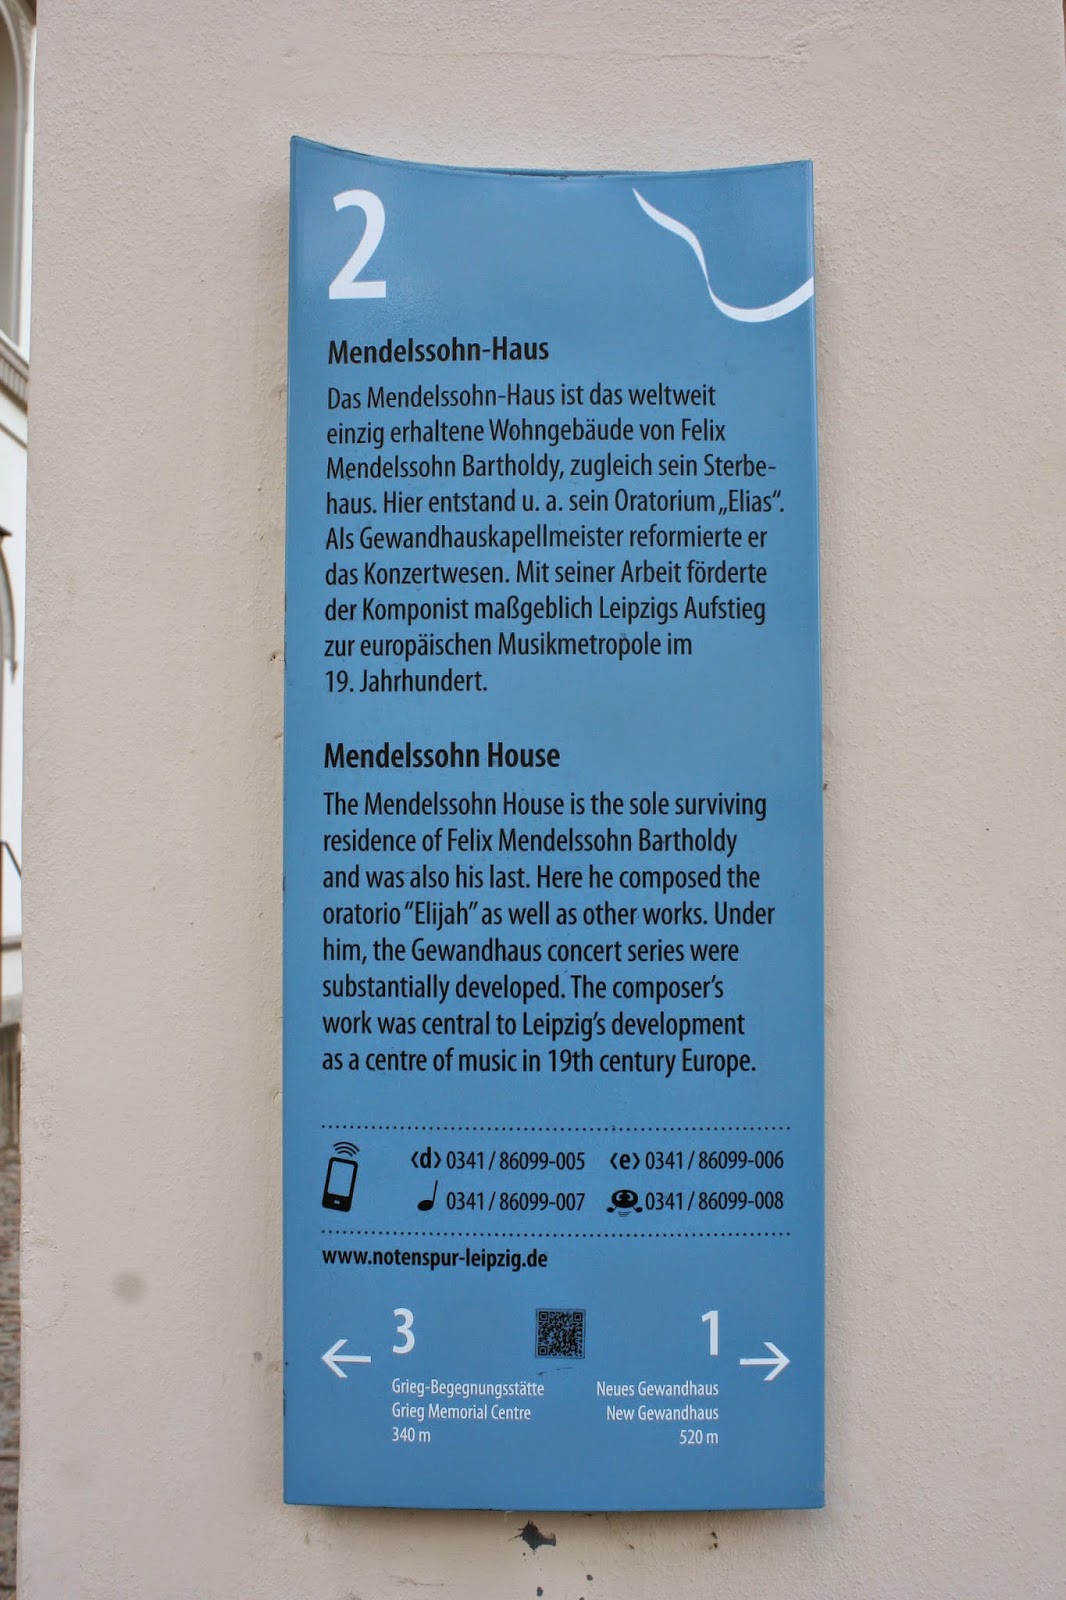 2
Mendelssohn-Haus
Das Mendelssohn-Haus ist das weltweit
einzig erhaltene Wohngebäude von Felix
Mendelssohn Bartholdy, zugleich sein Sterbe-
haus. Hier entstand u. a. sein Oratorium „Elias“.
Als Gewandhauskapellmeister reformierte er
das Konzertwesen. Mit seiner Arbeit förderte
der Komponist maßgeblich Leipzigs Aufstieg
zur europäischen Musikmetropole im
19. Jahrhundert.
Mendelssohn House
The Mendelssohn House is the sole surviving
residence of Felix Mendelssohn Bartholdy
and was also his last. Here he composed the
oratorio “Elijah” as well as other works. Under
him, the Gewandhaus concert series were
substantially developed. The composer’s
work was central to Leipzig’s development
as a centre of music in 19th century Europe.
‹d› 0341 / 86099-005 ‹e› 0341 / 86099-006
0341 / 86099-007 0341 / 86099-008
www.notenspur-leipzig.de
← 3
Grieg-Begegnungsstätte
Grieg Memorial Centre
340 m
1 →
Neues Gewandhaus
New Gewandhaus
520 m